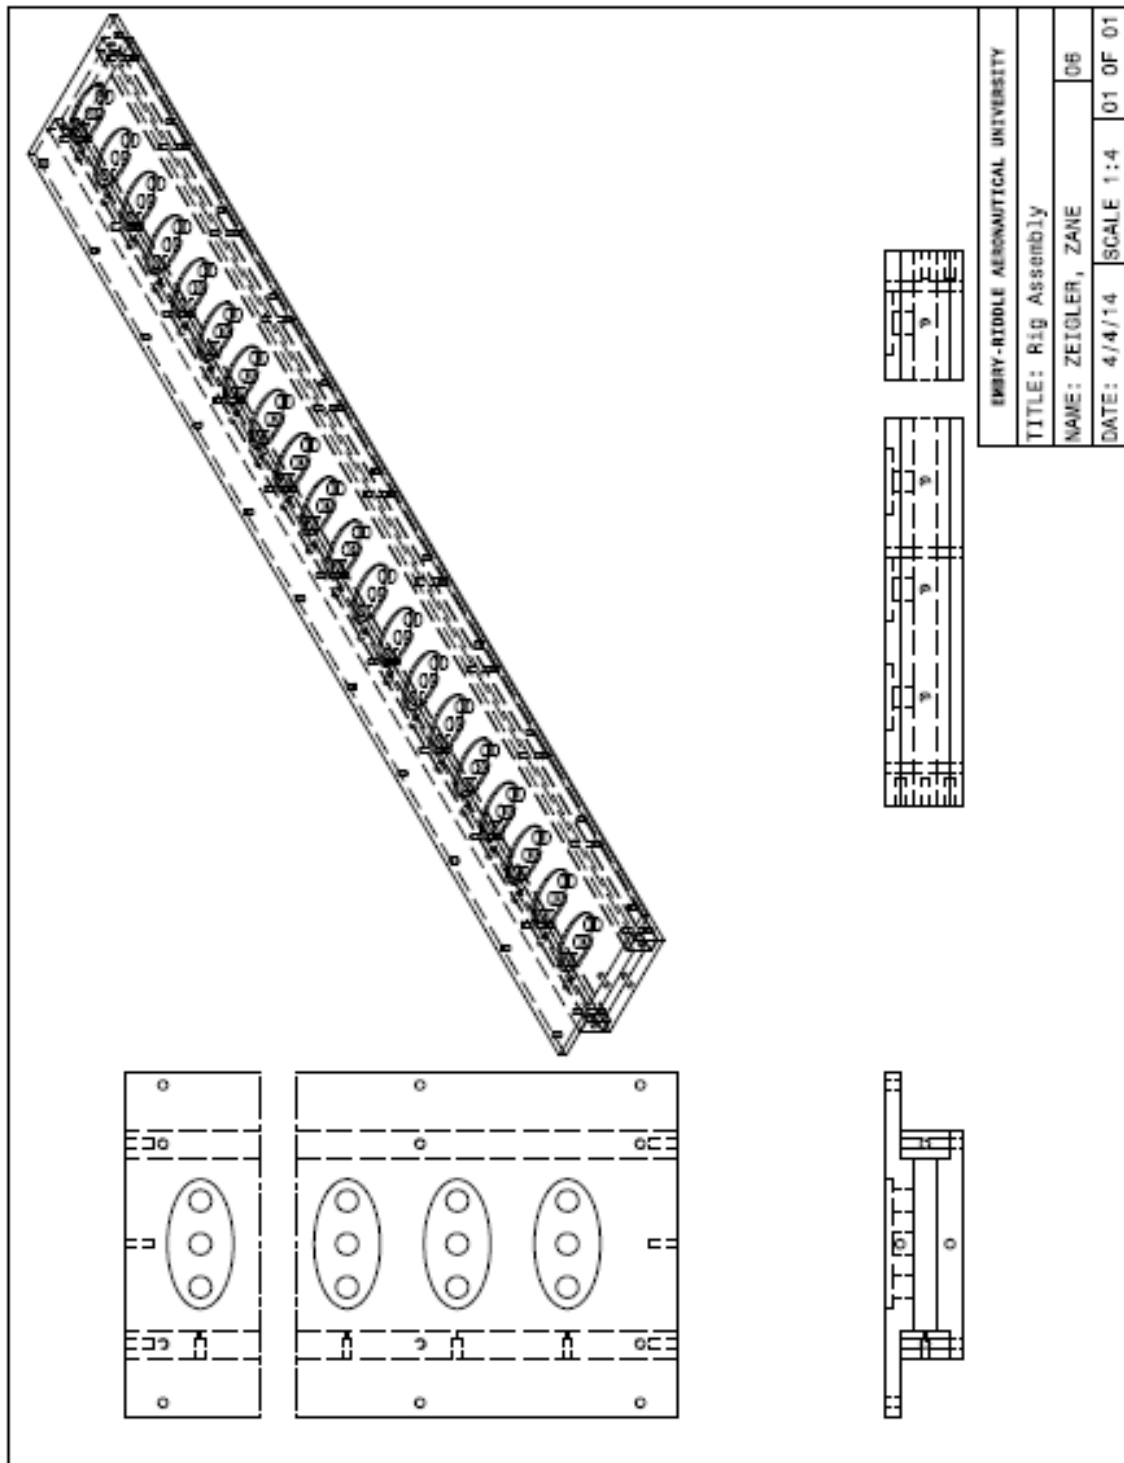 EMBRY-RIDDLE AERONAUTICAL UNIVERSITY
TITLE: Rig Assembly
NAME: ZEIGLER, ZANE 06
DATE: 4/4/14 SCALE 1:4 01 OF 01